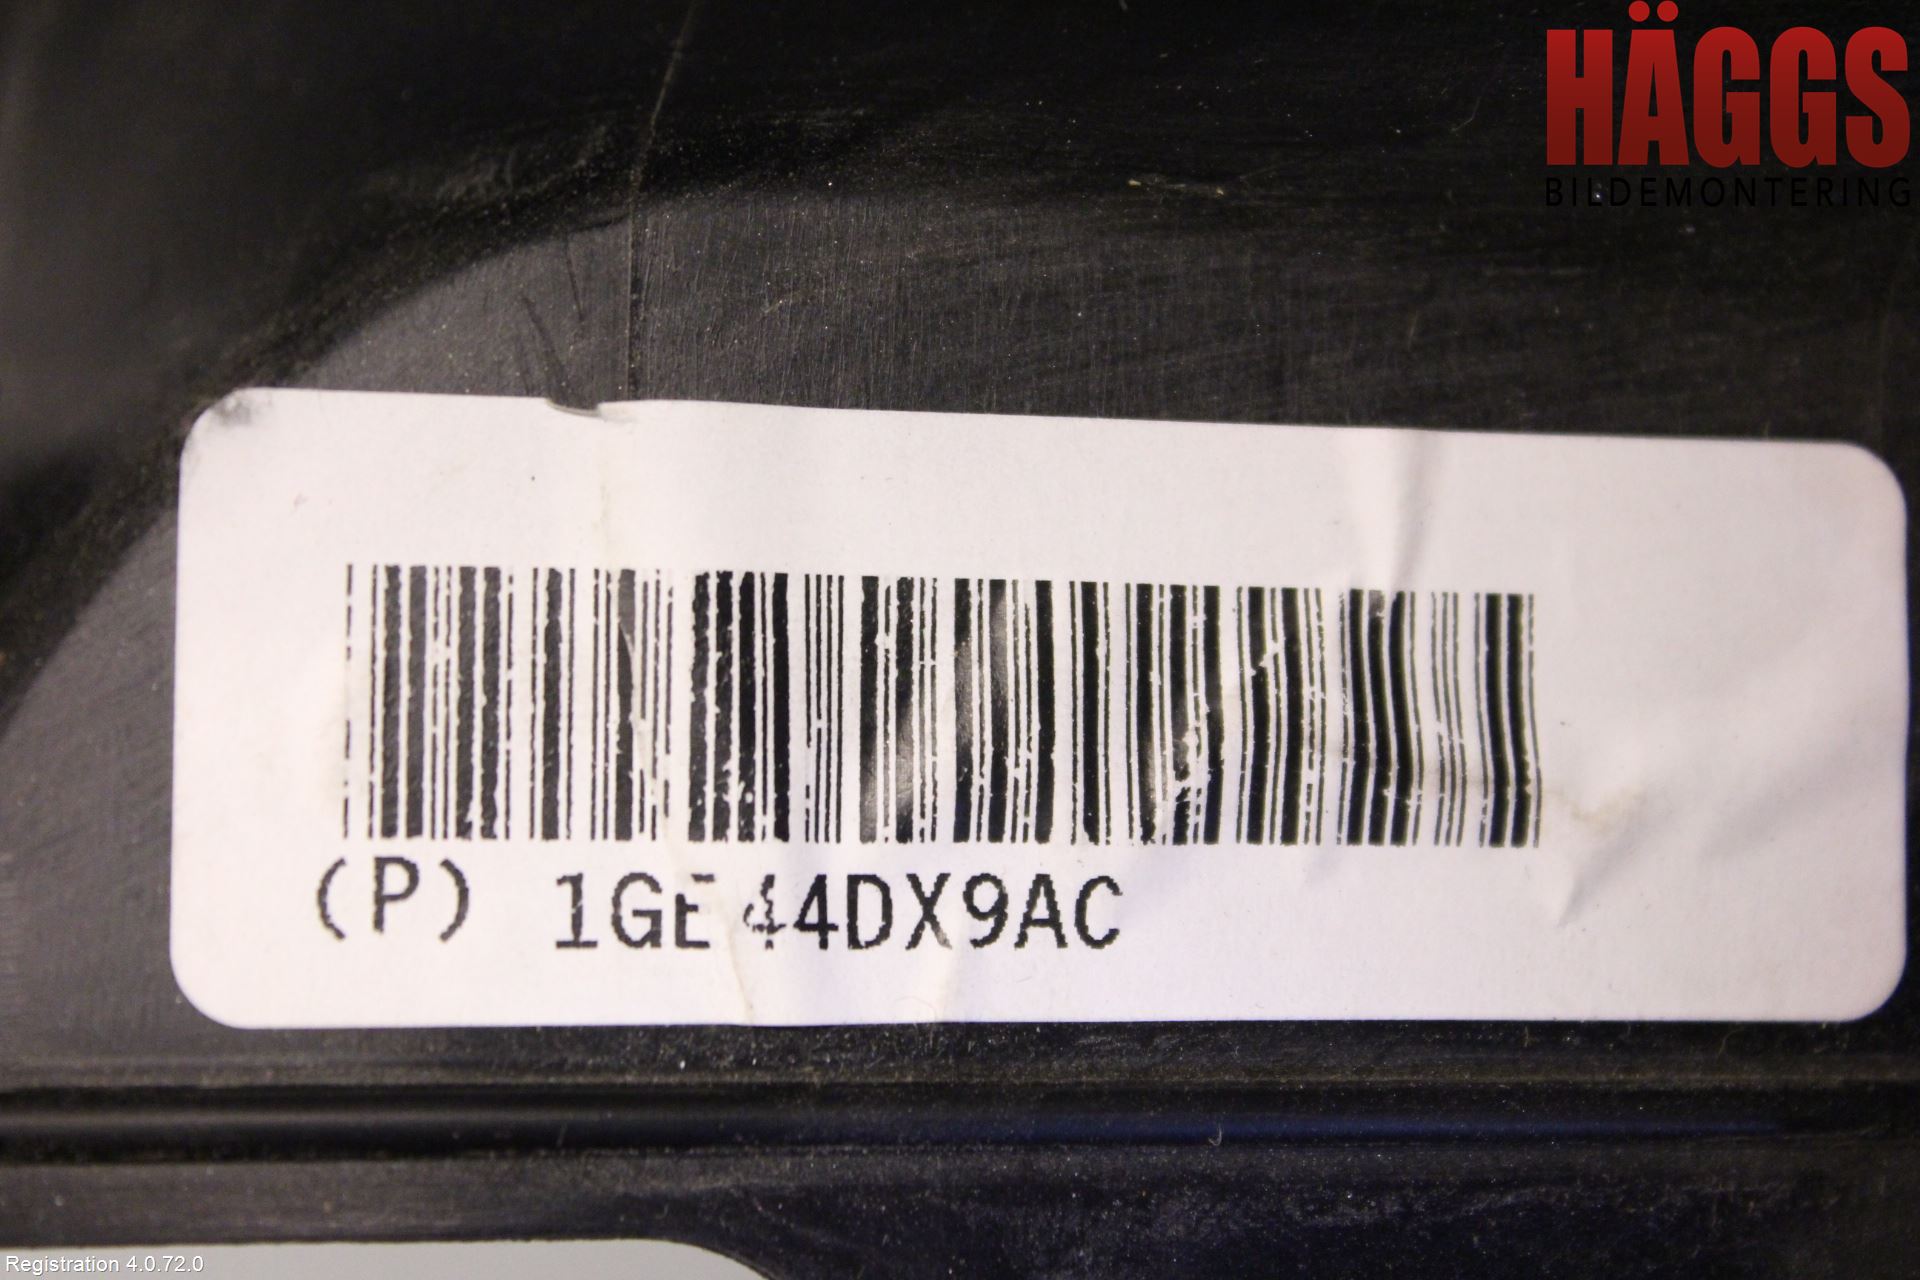 HÄGGS
BILDEMONTERING
(P) 1GE44DX9AC
Registration 4.0.72.0